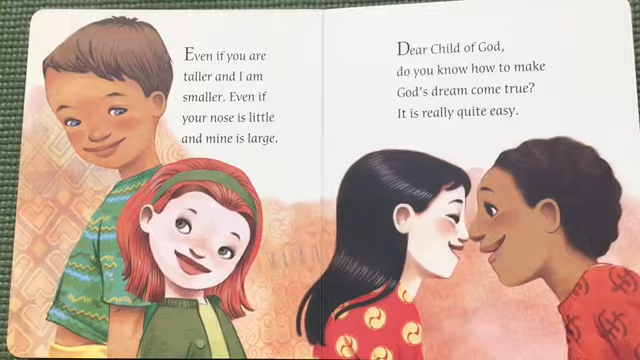 Even if you are
taller and I am
smaller. Even if
your nose is little
and mine is large.
Dear Child of God,
do you know how to make
God's dream come true?
It is really quite easy.